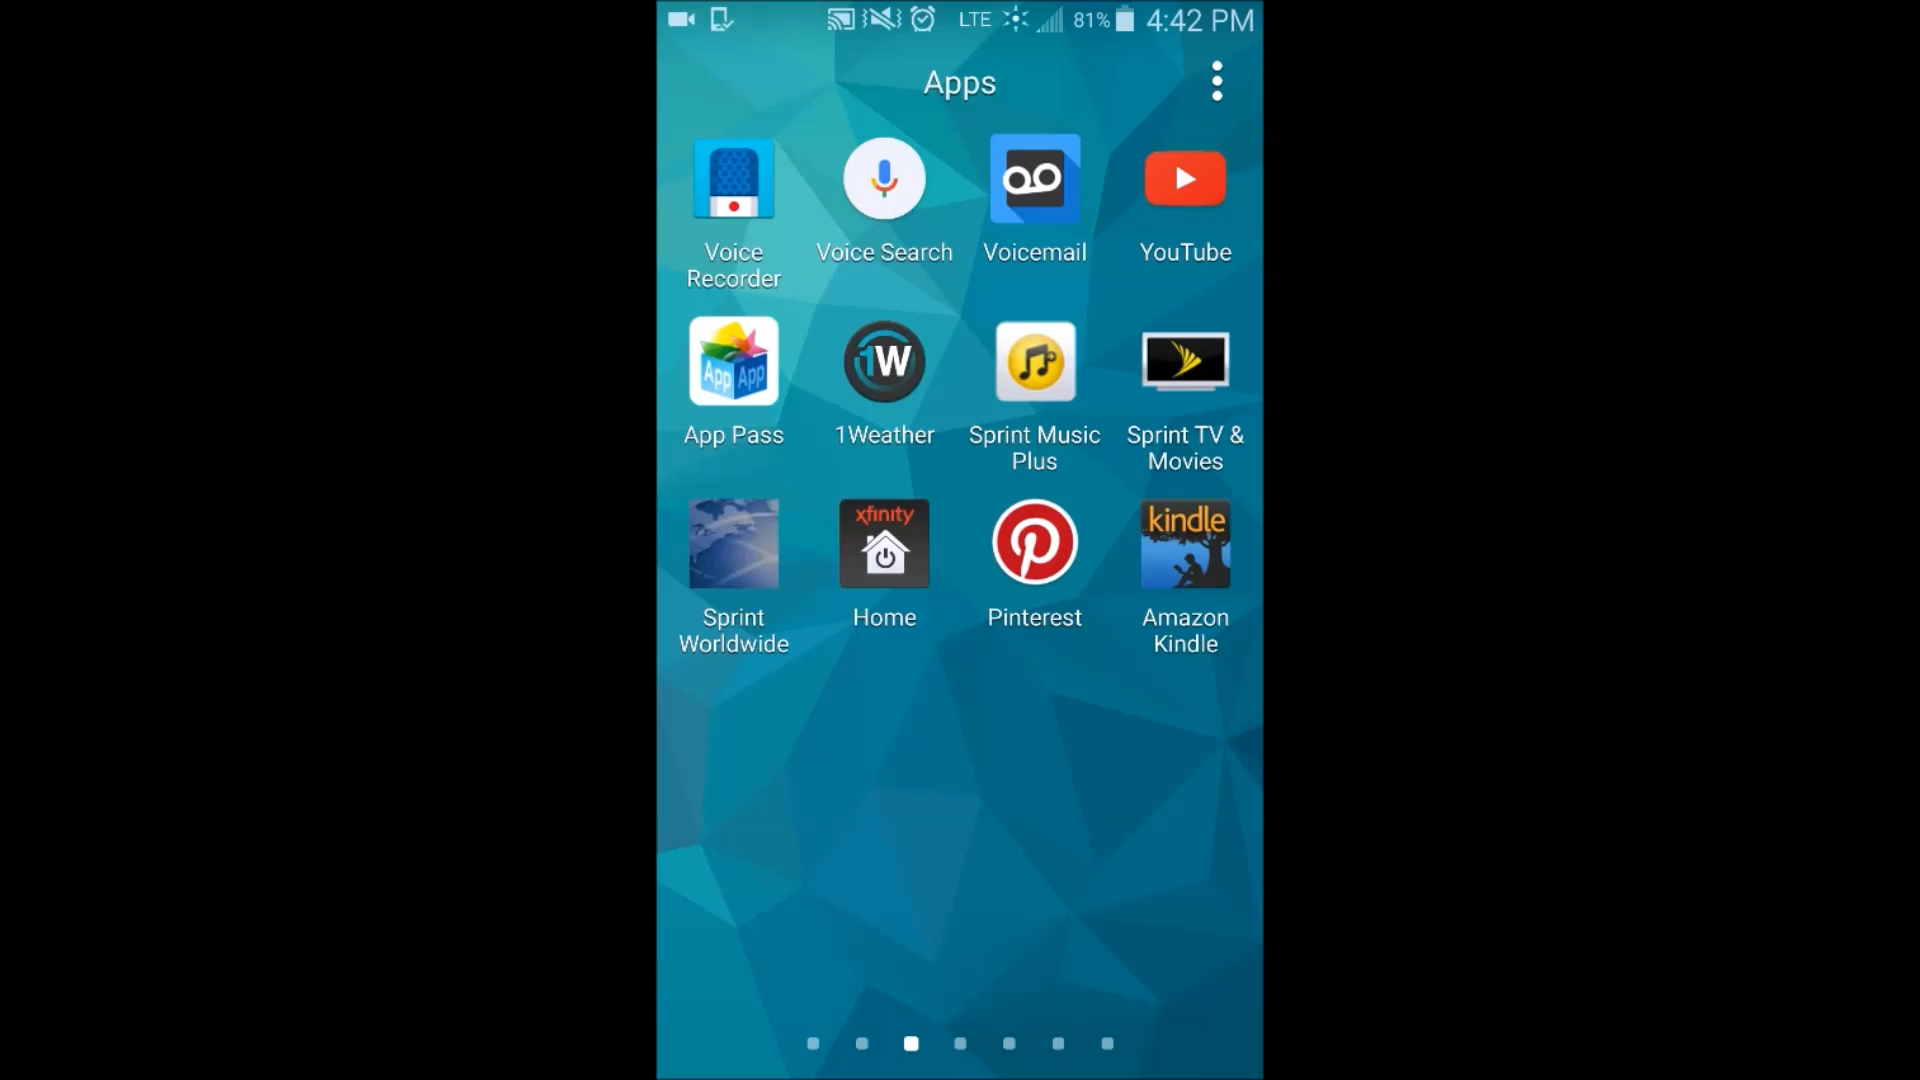 LTE 81% 4:42 PM
Apps
Voice Recorder
Voice Search
Voicemail
YouTube
App App
App Pass
1W
1Weather
Sprint Music Plus
Sprint TV & Movies
Sprint Worldwide
xfinity
Home
Pinterest
kindle
Amazon Kindle